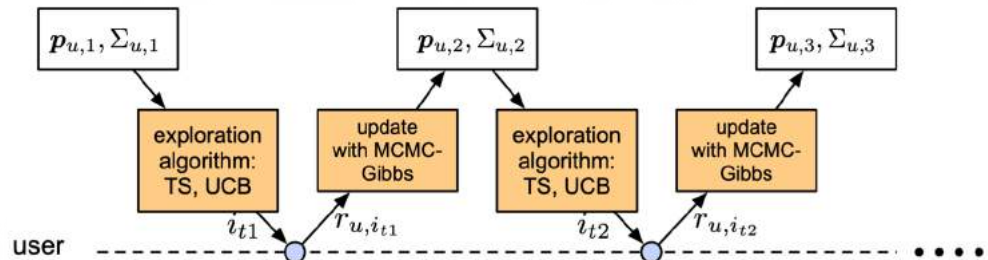 𝒑_{u,1}, Σ_{u,1}
𝒑_{u,2}, Σ_{u,2}
𝒑_{u,3}, Σ_{u,3}
exploration
algorithm:
TS, UCB
update
with MCMC-
Gibbs
exploration
algorithm:
TS, UCB
update
with MCMC-
Gibbs
i_{t1}
r_{u,i_{t1}}
i_{t2}
r_{u,i_{t2}}
user